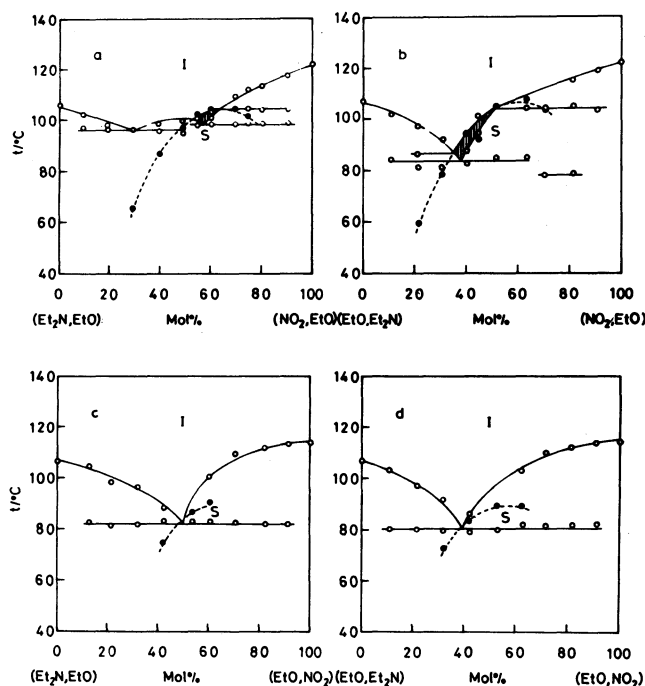 140 140
a I b I
120 120
100 100
S S
t/°C
80 80
60 60
40 40
0 20 40 60 80 100 0 20 40 60 80 100
(Et₂N,EtO) Mol% (NO₂,EtO)(EtO,Et₂N) Mol% (NO₂,EtO)
140 140
c I d I
120 120
100 100
S S
t/°C
80 80
60 60
40 40
0 20 40 60 80 100 0 20 40 60 80 100
(Et₂N,EtO) Mol% (EtO,NO₂)(EtO,Et₂N) Mol% (EtO,NO₂)